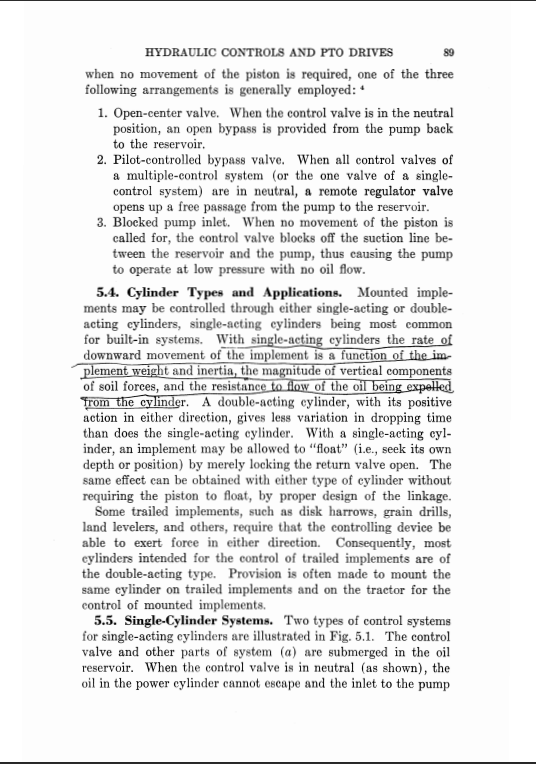 HYDRAULIC CONTROLS AND PTO DRIVES 89
when no movement of the piston is required, one of the three
following arrangements is generally employed: ⁴
1. Open-center valve. When the control valve is in the neutral
position, an open bypass is provided from the pump back
to the reservoir.
2. Pilot-controlled bypass valve. When all control valves of
a multiple-control system (or the one valve of a single-
control system) are in neutral, a remote regulator valve
opens up a free passage from the pump to the reservoir.
3. Blocked pump inlet. When no movement of the piston is
called for, the control valve blocks off the suction line be-
tween the reservoir and the pump, thus causing the pump
to operate at low pressure with no oil flow.
5.4. Cylinder Types and Applications. Mounted imple-
ments may be controlled through either single-acting or double-
acting cylinders, single-acting cylinders being most common
for built-in systems. With single-acting cylinders the rate of
downward movement of the implement is a function of the im-
plement weight and inertia, the magnitude of vertical components
of soil forces, and the resistance to flow of the oil being expelled
from the cylinder. A double-acting cylinder, with its positive
action in either direction, gives less variation in dropping time
than does the single-acting cylinder. With a single-acting cyl-
inder, an implement may be allowed to "float" (i.e., seek its own
depth or position) by merely locking the return valve open. The
same effect can be obtained with either type of cylinder without
requiring the piston to float, by proper design of the linkage.
Some trailed implements, such as disk harrows, grain drills,
land levelers, and others, require that the controlling device be
able to exert force in either direction. Consequently, most
cylinders intended for the control of trailed implements are of
the double-acting type. Provision is often made to mount the
same cylinder on trailed implements and on the tractor for the
control of mounted implements.
5.5. Single-Cylinder Systems. Two types of control systems
for single-acting cylinders are illustrated in Fig. 5.1. The control
valve and other parts of system (a) are submerged in the oil
reservoir. When the control valve is in neutral (as shown), the
oil in the power cylinder cannot escape and the inlet to the pump